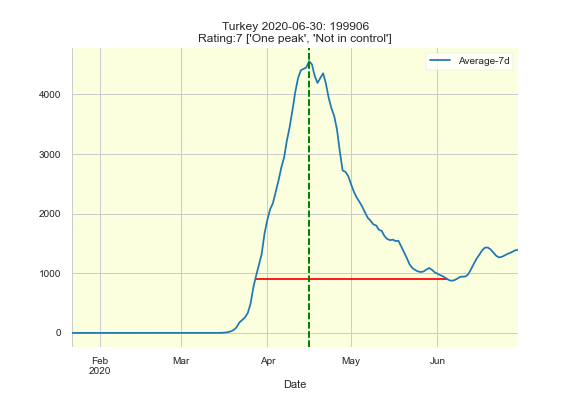 Turkey 2020-06-30: 199906
Rating:7 ['One peak', 'Not in control']
Average-7d
4000
3000
2000
1000
0
Feb
2020
Mar
Apr
May
Jun
Date